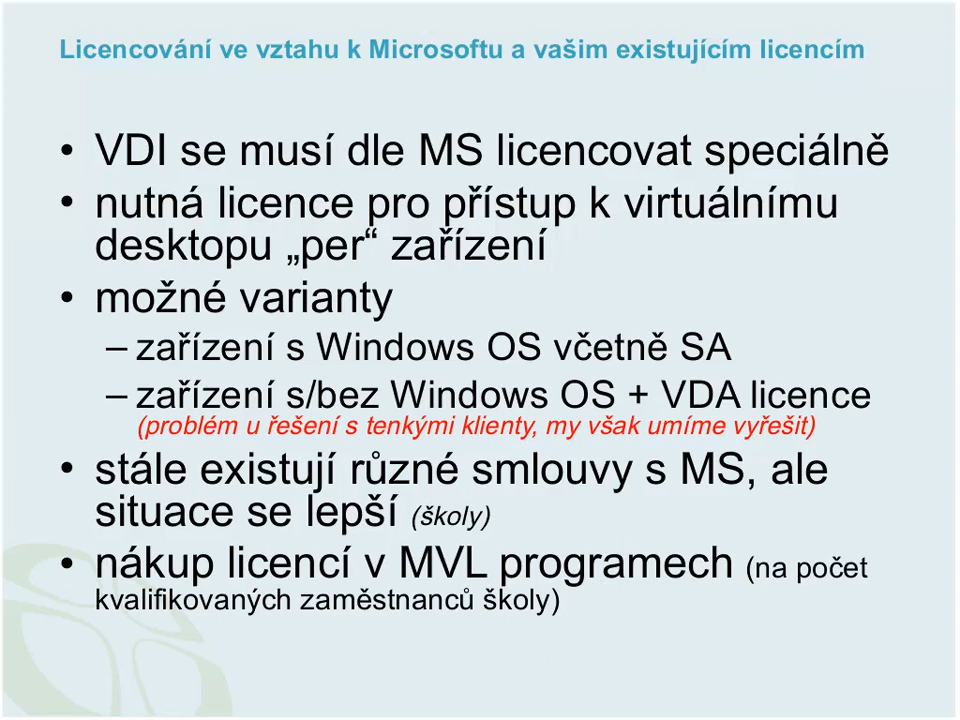 Licencování ve vztahu k Microsoftu a vašim existujícím licencím
• VDI se musí dle MS licencovat speciálně
• nutná licence pro přístup k virtuálnímu
desktopu „per“ zařízení
• možné varianty
– zařízení s Windows OS včetně SA
– zařízení s/bez Windows OS + VDA licence
(problém u řešení s tenkými klienty, my však umíme vyřešit)
• stále existují různé smlouvy s MS, ale
situace se lepší (školy)
• nákup licencí v MVL programech (na počet
kvalifikovaných zaměstnanců školy)